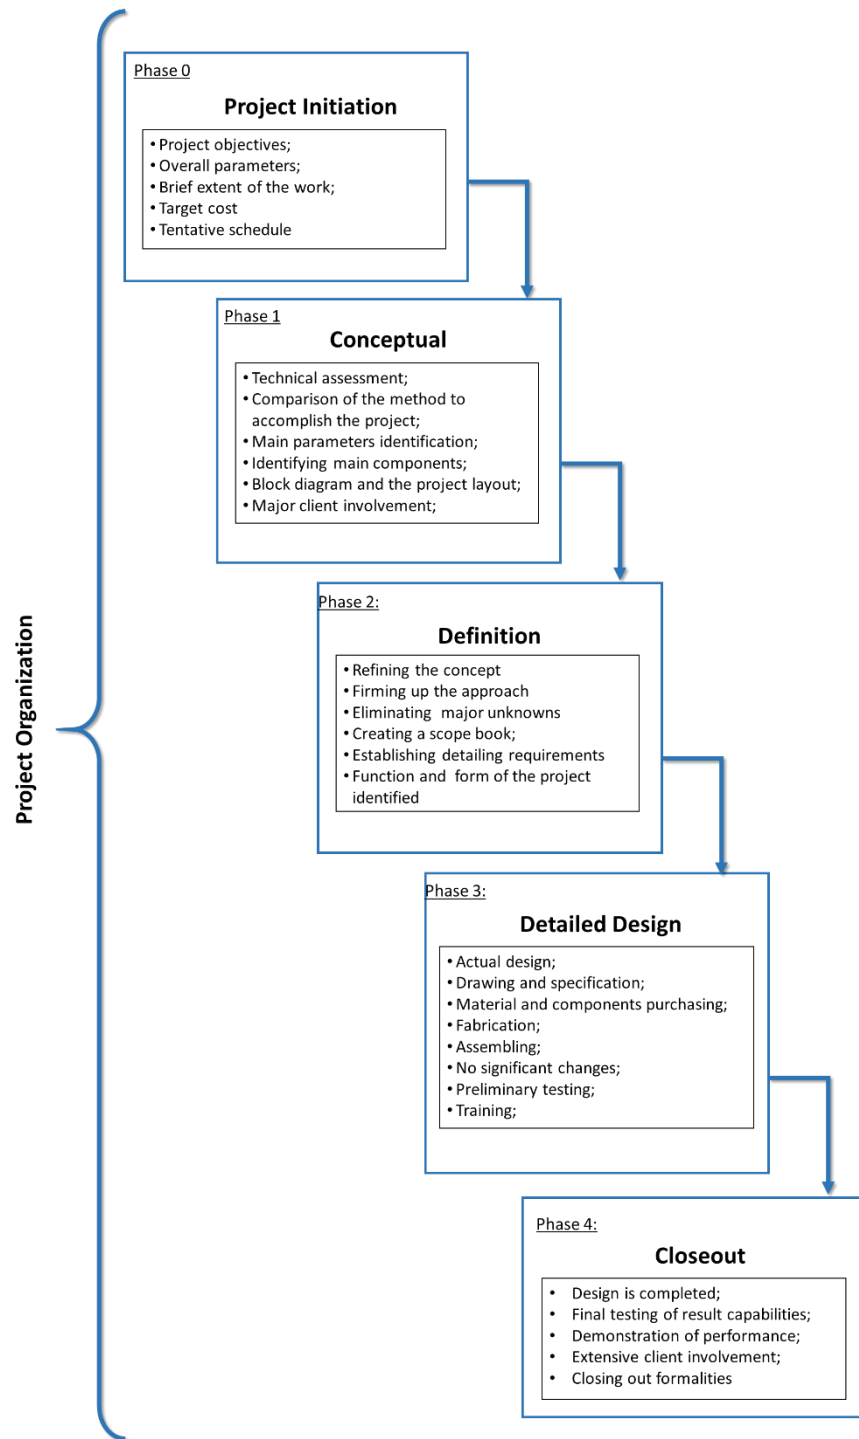 Project Organization
Phase 0
Project Initiation
• Project objectives;
• Overall parameters;
• Brief extent of the work;
• Target cost
• Tentative schedule
Phase 1
Conceptual
• Technical assessment;
• Comparison of the method to
accomplish the project;
• Main parameters identification;
• Identifying main components;
• Block diagram and the project layout;
• Major client involvement;
Phase 2:
Definition
• Refining the concept
• Firming up the approach
• Eliminating major unknowns
• Creating a scope book;
• Establishing detailing requirements
• Function and form of the project
identified
Phase 3:
Detailed Design
• Actual design;
• Drawing and specification;
• Material and components purchasing;
• Fabrication;
• Assembling;
• No significant changes;
• Preliminary testing;
• Training;
Phase 4:
Closeout
• Design is completed;
• Final testing of result capabilities;
• Demonstration of performance;
• Extensive client involvement;
• Closing out formalities